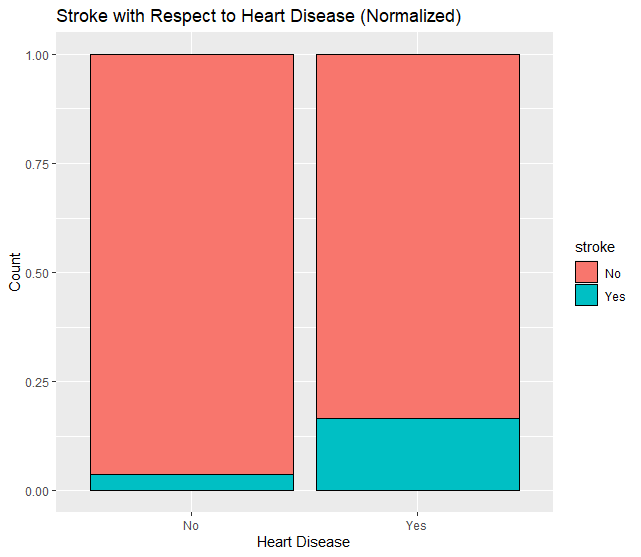 Stroke with Respect to Heart Disease (Normalized)
1.00
0.75
0.50
0.25
0.00
Count
No
Yes
Heart Disease
stroke
No
Yes